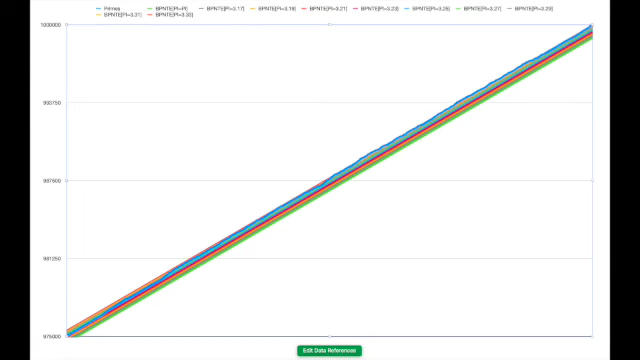 Primes BPNTE[PI=PI] BPNTE[PI=3.17] BPNTE[PI=3.19] BPNTE[PI=3.21] BPNTE[PI=3.23] BPNTE[PI=3.25] BPNTE[PI=3.27] BPNTE[PI=3.29]
BPNTE[PI=3.31] BPNTE[PI=3.33]
1000000
993750
987500
981250
975000
Edit Data References